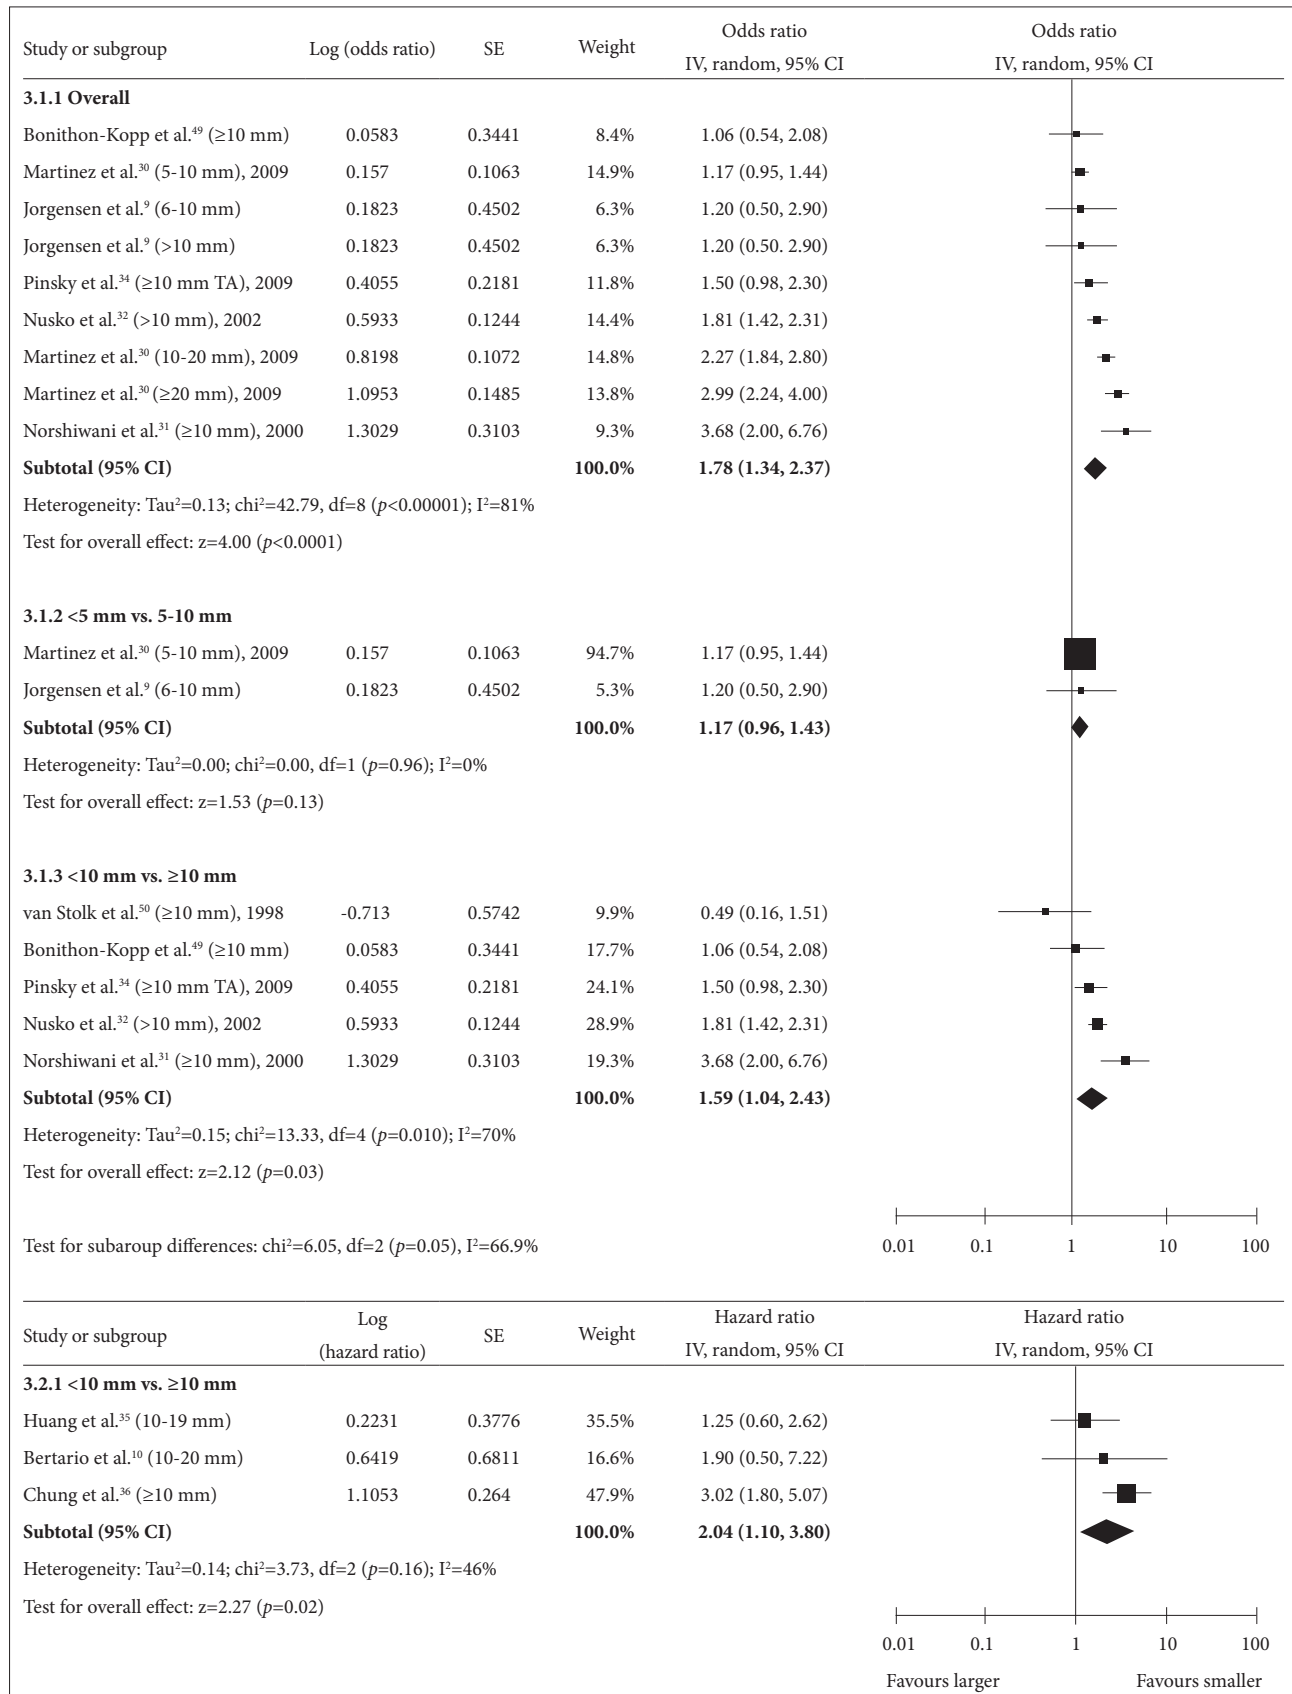 Study or subgroup Log (odds ratio) SE Weight Odds ratio IV, random, 95% CI Odds ratio IV, random, 95% CI
3.1.1 Overall
Bonithon-Kopp et al.⁴⁹ (≥10 mm) 0.0583 0.3441 8.4% 1.06 (0.54, 2.08)
Martinez et al.³⁰ (5-10 mm), 2009 0.157 0.1063 14.9% 1.17 (0.95, 1.44)
Jorgensen et al.⁹ (6-10 mm) 0.1823 0.4502 6.3% 1.20 (0.50, 2.90)
Jorgensen et al.⁹ (>10 mm) 0.1823 0.4502 6.3% 1.20 (0.50. 2.90)
Pinsky et al.³⁴ (≥10 mm TA), 2009 0.4055 0.2181 11.8% 1.50 (0.98, 2.30)
Nusko et al.³² (>10 mm), 2002 0.5933 0.1244 14.4% 1.81 (1.42, 2.31)
Martinez et al.³⁰ (10-20 mm), 2009 0.8198 0.1072 14.8% 2.27 (1.84, 2.80)
Martinez et al.³⁰ (≥20 mm), 2009 1.0953 0.1485 13.8% 2.99 (2.24, 4.00)
Norshiwani et al.³¹ (≥10 mm), 2000 1.3029 0.3103 9.3% 3.68 (2.00, 6.76)
Subtotal (95% CI) 100.0% 1.78 (1.34, 2.37)
Heterogeneity: Tau²=0.13; chi²=42.79, df=8 (p<0.00001); I²=81%
Test for overall effect: z=4.00 (p<0.0001)
3.1.2 <5 mm vs. 5-10 mm
Martinez et al.³⁰ (5-10 mm), 2009 0.157 0.1063 94.7% 1.17 (0.95, 1.44)
Jorgensen et al.⁹ (6-10 mm) 0.1823 0.4502 5.3% 1.20 (0.50, 2.90)
Subtotal (95% CI) 100.0% 1.17 (0.96, 1.43)
Heterogeneity: Tau²=0.00; chi²=0.00, df=1 (p=0.96); I²=0%
Test for overall effect: z=1.53 (p=0.13)
3.1.3 <10 mm vs. ≥10 mm
van Stolk et al.⁵⁰ (≥10 mm), 1998 -0.713 0.5742 9.9% 0.49 (0.16, 1.51)
Bonithon-Kopp et al.⁴⁹ (≥10 mm) 0.0583 0.3441 17.7% 1.06 (0.54, 2.08)
Pinsky et al.³⁴ (≥10 mm TA), 2009 0.4055 0.2181 24.1% 1.50 (0.98, 2.30)
Nusko et al.³² (>10 mm), 2002 0.5933 0.1244 28.9% 1.81 (1.42, 2.31)
Norshiwani et al.³¹ (≥10 mm), 2000 1.3029 0.3103 19.3% 3.68 (2.00, 6.76)
Subtotal (95% CI) 100.0% 1.59 (1.04, 2.43)
Heterogeneity: Tau²=0.15; chi²=13.33, df=4 (p=0.010); I²=70%
Test for overall effect: z=2.12 (p=0.03)
Test for subaroup differences: chi²=6.05, df=2 (p=0.05), I²=66.9%
0.01 0.1 1 10 100
Study or subgroup Log (hazard ratio) SE Weight Hazard ratio IV, random, 95% CI Hazard ratio IV, random, 95% CI
3.2.1 <10 mm vs. ≥10 mm
Huang et al.³⁵ (10-19 mm) 0.2231 0.3776 35.5% 1.25 (0.60, 2.62)
Bertario et al.¹⁰ (10-20 mm) 0.6419 0.6811 16.6% 1.90 (0.50, 7.22)
Chung et al.³⁶ (≥10 mm) 1.1053 0.264 47.9% 3.02 (1.80, 5.07)
Subtotal (95% CI) 100.0% 2.04 (1.10, 3.80)
Heterogeneity: Tau²=0.14; chi²=3.73, df=2 (p=0.16); I²=46%
Test for overall effect: z=2.27 (p=0.02)
0.01 0.1 1 10 100
Favours larger Favours smaller